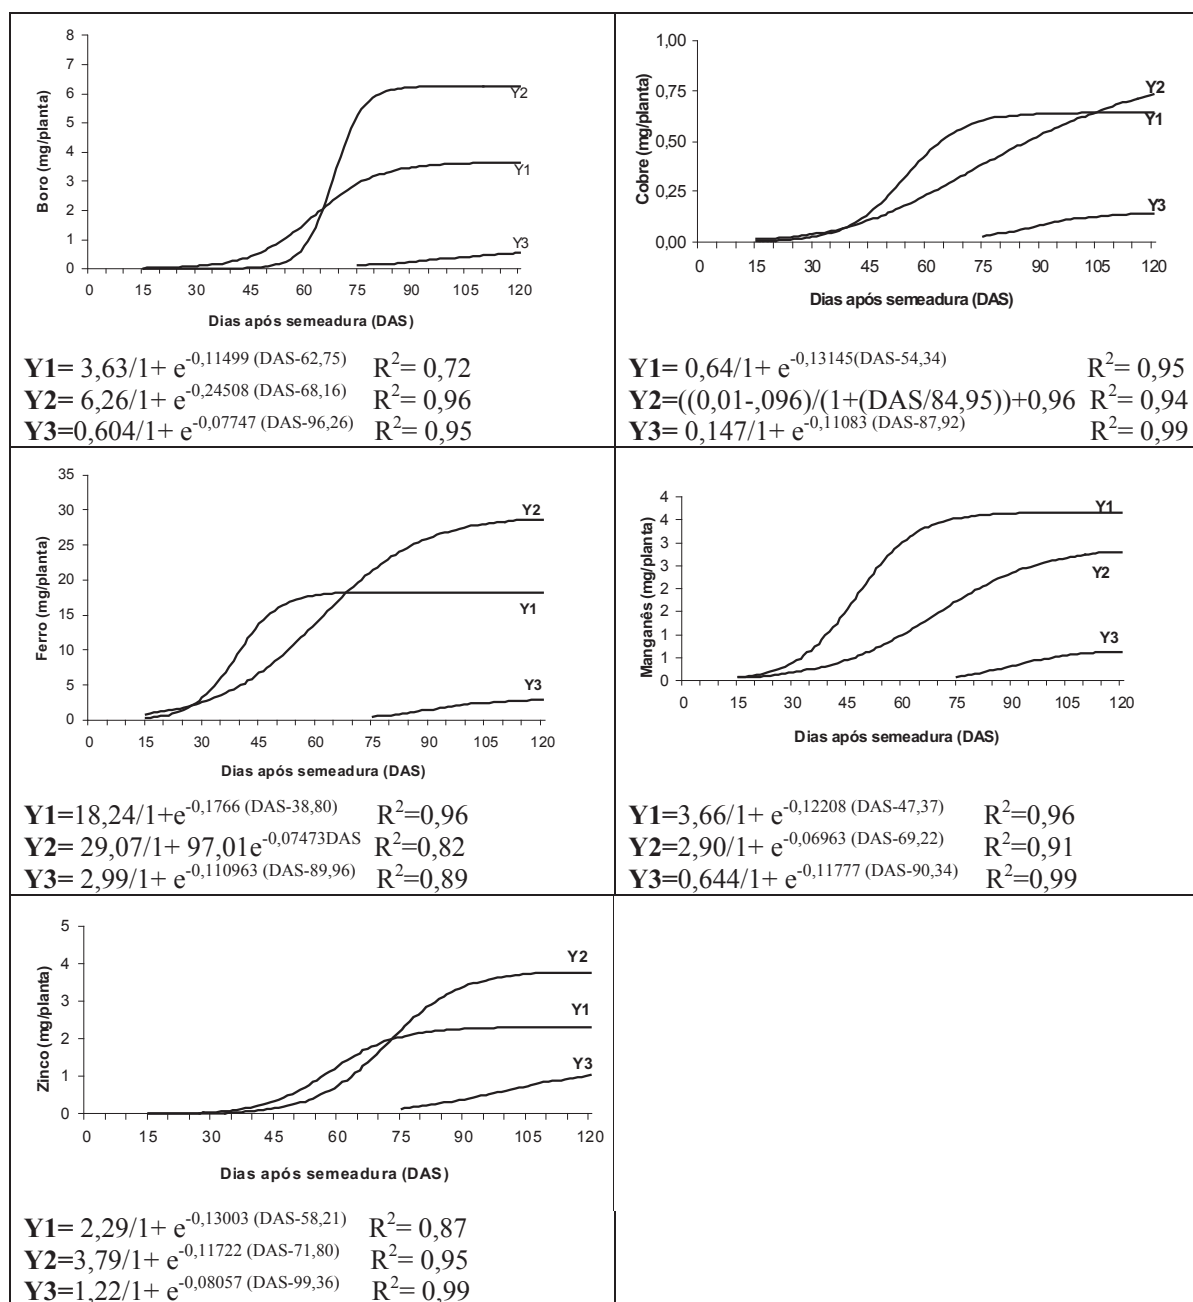 8
7
6
5
4
3
2
1
0
Boro (mg/planta)
Y2
Y1
Y3
0 15 30 45 60 75 90 105 120
Dias após semeadura (DAS)
Y1= 3,63/1+ e^-0,11499 (DAS-62,75) R²= 0,72
Y2= 6,26/1+ e^-0,24508 (DAS-68,16) R²= 0,96
Y3=0,604/1+ e^-0,07747 (DAS-96,26) R²= 0,95
1,00
0,75
0,50
0,25
0,00
Cobre (mg/planta)
Y2
Y1
Y3
0 15 30 45 60 75 90 105 120
Dias após semeadura (DAS)
Y1= 0,64/1+ e^-0,13145(DAS-54,34) R²= 0,95
Y2=((0,01-,096)/(1+(DAS/84,95))+0,96 R²= 0,94
Y3= 0,147/1+ e^-0,11083 (DAS-87,92) R²= 0,99
35
30
25
20
15
10
5
0
Ferro (mg/planta)
Y2
Y1
Y3
0 15 30 45 60 75 90 105 120
Dias após semeadura (DAS)
Y1=18,24/1+e^-0,1766 (DAS-38,80) R²=0,96
Y2= 29,07/1+ 97,01e^-0,07473DAS R²=0,82
Y3= 2,99/1+ e^-0,110963 (DAS-89,96) R²=0,89
4
4
3
3
2
2
1
1
0
Manganês (mg/planta)
Y1
Y2
Y3
0 15 30 45 60 75 90 105 120
Dias após semeadura (DAS)
Y1=3,66/1+ e^-0,12208 (DAS-47,37) R²=0,96
Y2=2,90/1+ e^-0,06963 (DAS-69,22) R²=0,91
Y3=0,644/1+ e^-0,11777 (DAS-90,34) R²=0,99
5
4
3
2
1
0
Zinco (mg/planta)
Y2
Y1
Y3
0 15 30 45 60 75 90 105 120
Dias após semeadura (DAS)
Y1= 2,29/1+ e^-0,13003 (DAS-58,21) R²= 0,87
Y2=3,79/1+ e^-0,11722 (DAS-71,80) R²= 0,95
Y3=1,22/1+ e^-0,08057 (DAS-99,36) R²= 0,99